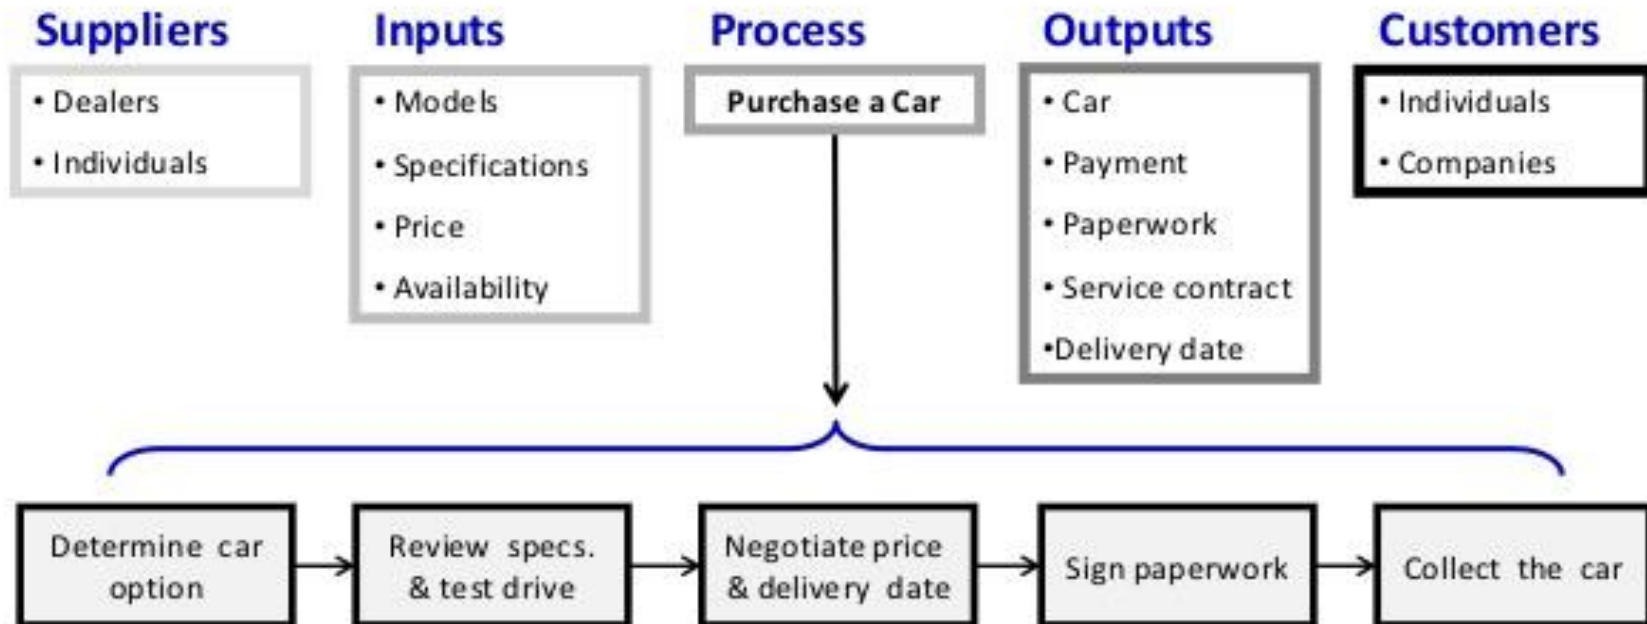 Suppliers
• Dealers
• Individuals
Inputs
• Models
• Specifications
• Price
• Availability
Process
Purchase a Car
Outputs
• Car
• Payment
• Paperwork
• Service contract
•Delivery date
Customers
• Individuals
• Companies
Determine car
option
Review specs.
& test drive
Negotiate price
& delivery date
Sign paperwork
Collect the car